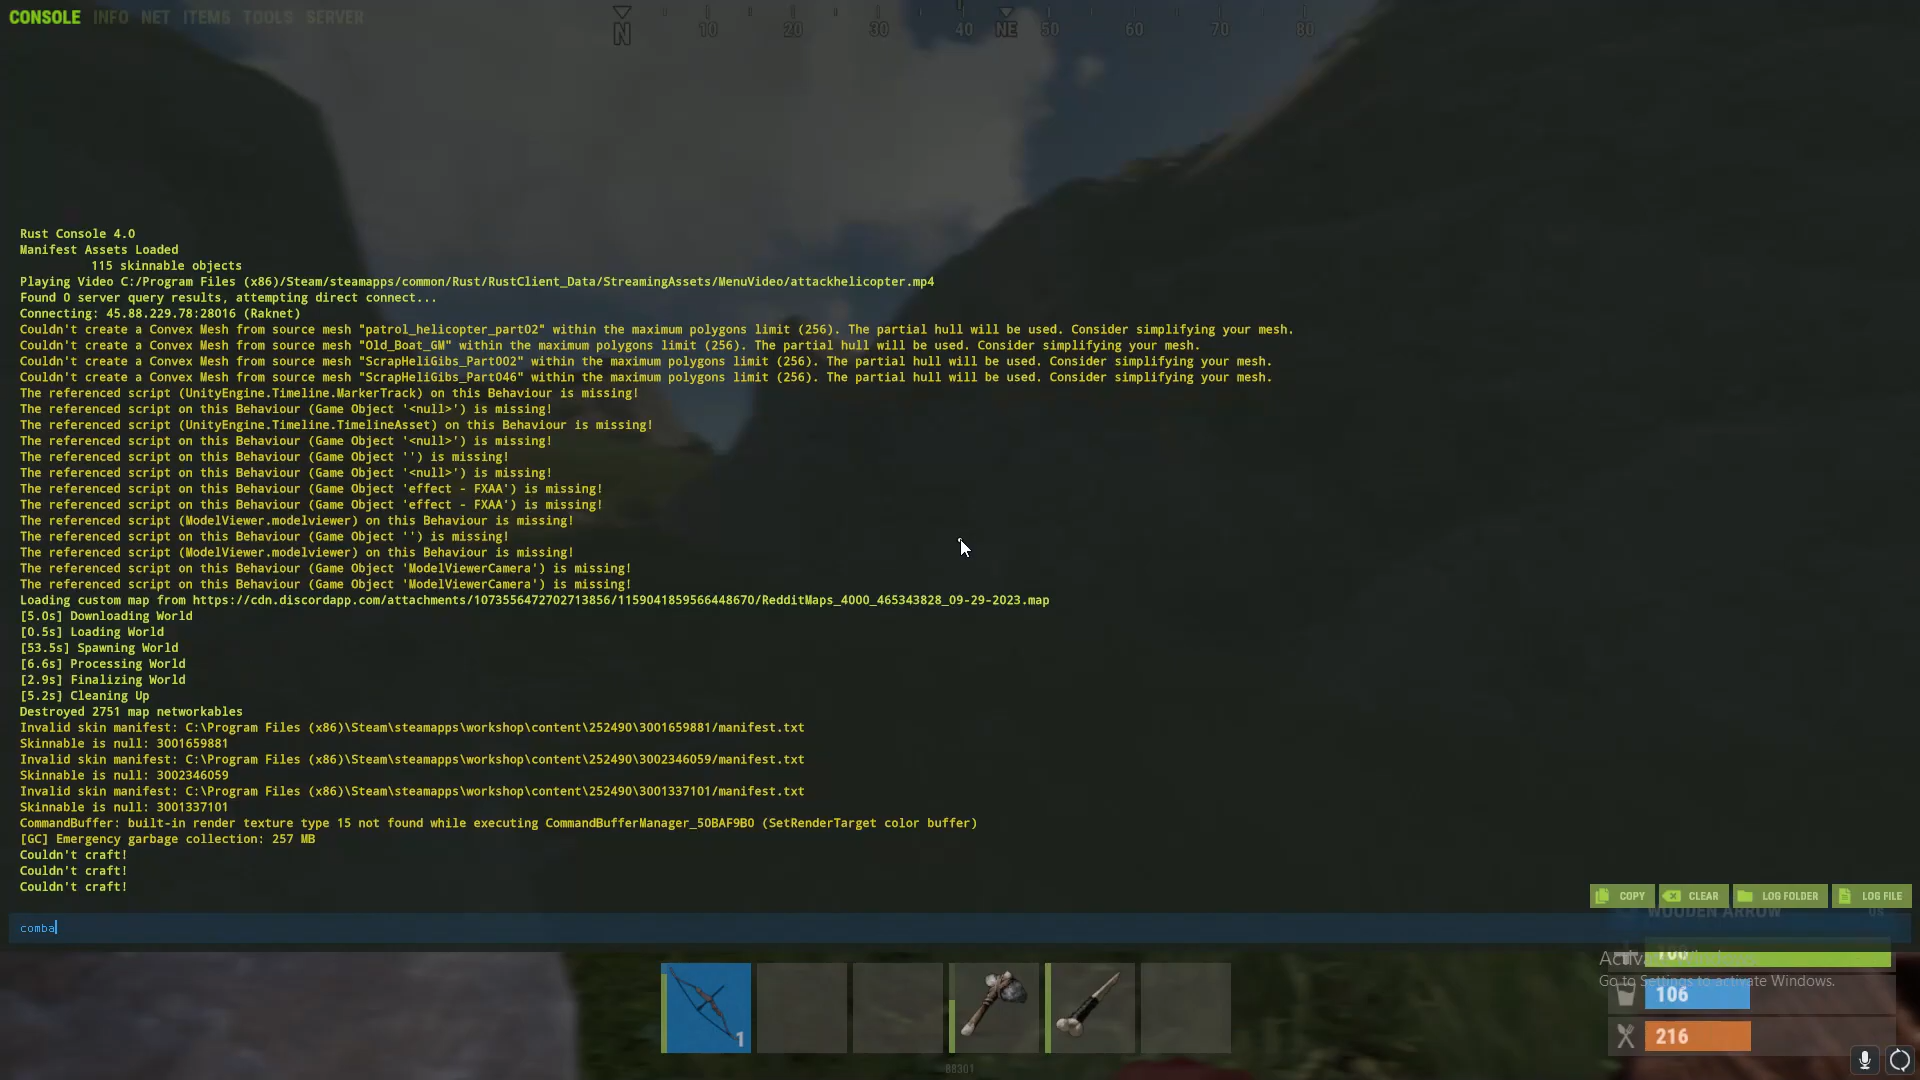 CONSOLE INFO NET ITEMS TOOLS SERVER
N 10 20 30 40 NE 50 60 70 80
Rust Console 4.0
Manifest Assets Loaded
115 skinnable objects
Playing Video C:/Program Files (x86)/Steam/steamapps/common/Rust/RustClient_Data/StreamingAssets/MenuVideo/attackhelicopter.mp4
Found 0 server query results, attempting direct connect...
Connecting: 45.88.229.78:28016 (Raknet)
Couldn't create a Convex Mesh from source mesh "patrol_helicopter_part02" within the maximum polygons limit (256). The partial hull will be used. Consider simplifying your mesh.
Couldn't create a Convex Mesh from source mesh "Old_Boat_GM" within the maximum polygons limit (256). The partial hull will be used. Consider simplifying your mesh.
Couldn't create a Convex Mesh from source mesh "ScrapHeliGibs_Part002" within the maximum polygons limit (256). The partial hull will be used. Consider simplifying your mesh.
Couldn't create a Convex Mesh from source mesh "ScrapHeliGibs_Part046" within the maximum polygons limit (256). The partial hull will be used. Consider simplifying your mesh.
The referenced script (UnityEngine.Timeline.MarkerTrack) on this Behaviour is missing!
The referenced script on this Behaviour (Game Object '<null>') is missing!
The referenced script (UnityEngine.Timeline.TimelineAsset) on this Behaviour is missing!
The referenced script on this Behaviour (Game Object '<null>') is missing!
The referenced script on this Behaviour (Game Object '') is missing!
The referenced script on this Behaviour (Game Object '<null>') is missing!
The referenced script on this Behaviour (Game Object 'effect - FXAA') is missing!
The referenced script on this Behaviour (Game Object 'effect - FXAA') is missing!
The referenced script (ModelViewer.modelviewer) on this Behaviour is missing!
The referenced script on this Behaviour (Game Object '') is missing!
The referenced script (ModelViewer.modelviewer) on this Behaviour is missing!
The referenced script on this Behaviour (Game Object 'ModelViewerCamera') is missing!
The referenced script on this Behaviour (Game Object 'ModelViewerCamera') is missing!
Loading custom map from https://cdn.discordapp.com/attachments/1073556472702713856/1159041859566448670/RedditMaps_4000_465343828_09-29-2023.map
[5.0s] Downloading World
[0.5s] Loading World
[53.5s] Spawning World
[6.6s] Processing World
[2.9s] Finalizing World
[5.2s] Cleaning Up
Destroyed 2751 map networkables
Invalid skin manifest: C:\Program Files (x86)\Steam\steamapps\workshop\content\252490\3001659881/manifest.txt
Skinnable is null: 3001659881
Invalid skin manifest: C:\Program Files (x86)\Steam\steamapps\workshop\content\252490\3002346059/manifest.txt
Skinnable is null: 3002346059
Invalid skin manifest: C:\Program Files (x86)\Steam\steamapps\workshop\content\252490\3001337101/manifest.txt
Skinnable is null: 3001337101
CommandBuffer: built-in render texture type 15 not found while executing CommandBufferManager_50BAF9B0 (SetRenderTarget color buffer)
[GC] Emergency garbage collection: 257 MB
Couldn't craft!
Couldn't craft!
Couldn't craft!
COPY CLEAR LOG FOLDER LOG FILE
WOODEN ARROW
comba
100
Go to Settings to activate Windows.
106
1
216
88301